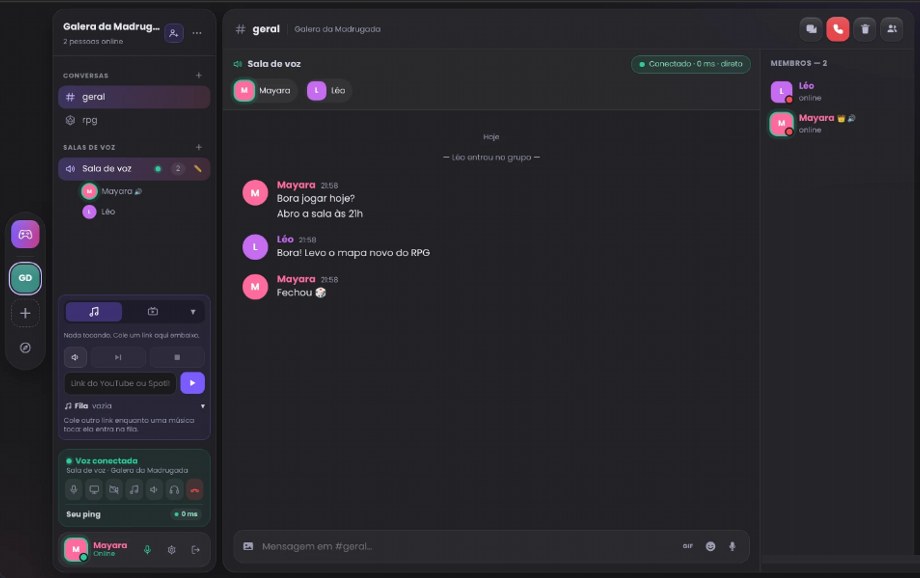 Galera da Madrug...
2 pessoas online
CONVERSAS
# geral
rpg
SALAS DE VOZ
Sala de voz
2
M Mayara
L Léo
GD
Nada tocando. Cole um link aqui embaixo.
Link do YouTube ou Spoti
Fila vazia
Cole outro link enquanto uma música
toca: ela entra na fila.
Voz conectada
Sala de voz · Galera da Madrugada
Seu ping
0 ms
M Mayara
Online
# geral
Galera da Madrugada
Sala de voz
Conectado · 0 ms · direto
M Mayara
L Léo
Hoje
— Léo entrou no grupo —
M Mayara 21:58
Bora jogar hoje?
Abro a sala às 21h
L Léo 21:58
Bora! Levo o mapa novo do RPG
M Mayara 21:58
Fechou 🎲
Mensagem em #geral...
GIF
MEMBROS — 2
L Léo
online
M Mayara 👑 🔊
online